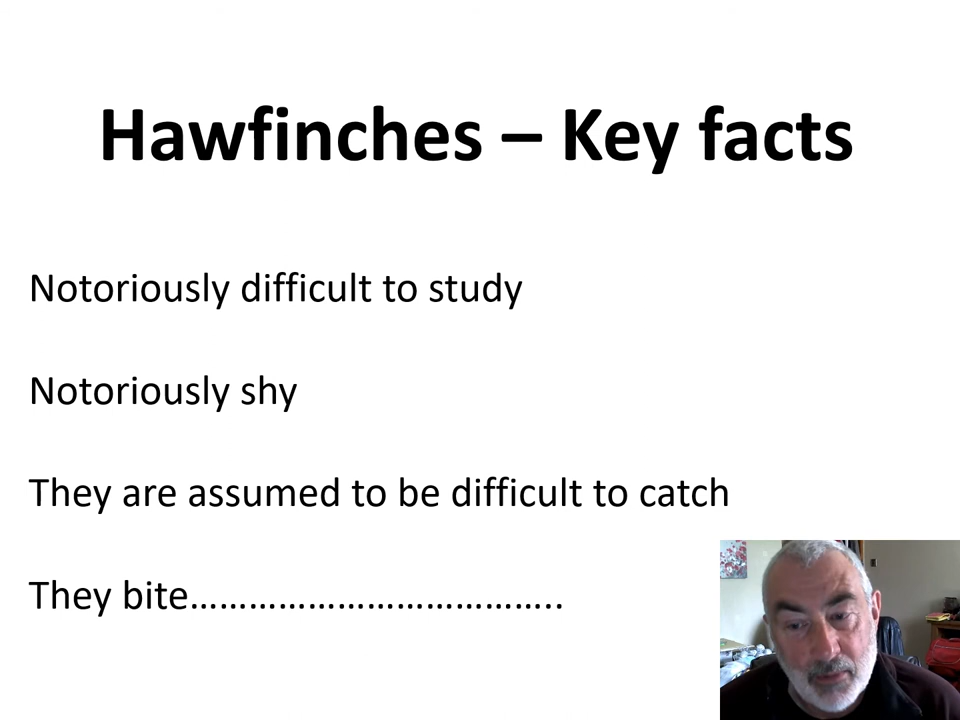 Hawfinches – Key facts
Notoriously difficult to study
Notoriously shy
They are assumed to be difficult to catch
They bite………………………………..